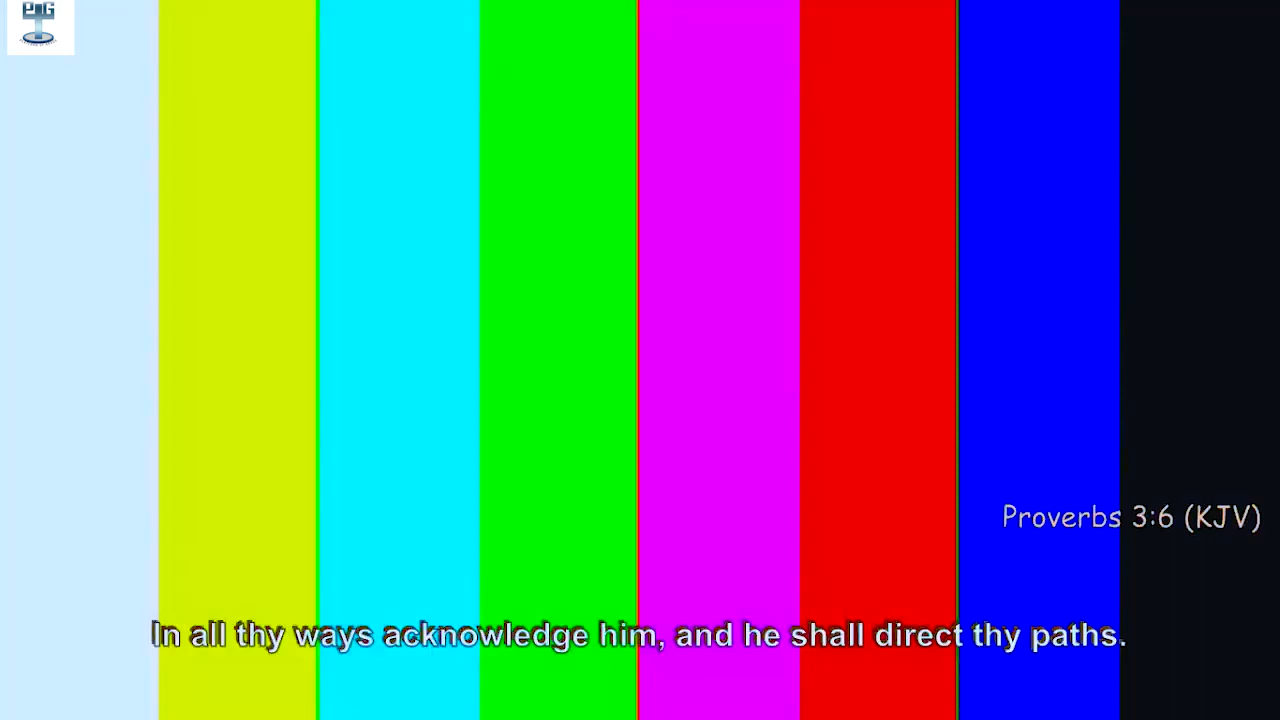 Proverbs 3:6 (KJV)
In all thy ways acknowledge him, and he shall direct thy paths.